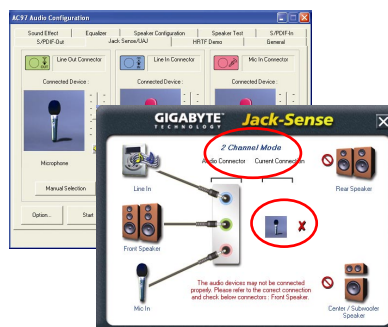 AC97 Audio Configuration
Sound Effect Equalizer Speaker Configuration Speaker Test S/PDIF-In
S/PDIF-Out Jack Sense/UAJ HRTF Demo General
Line Out Connector Line In Connector Mic In Connector
Connected Device : Connected Device : Connected Device :
Microphone
Manual Selection
Option... Start
GIGABYTE™ Jack-Sense
TECHNOLOGY
2 Channel Mode
Audio Connector Curent Connection
Line In
Rear Speaker
Front Speaker
Mic In
The audio devices may not be connected
properly. Please refer to the correct connection
and check below connectors : Front Speaker.
Center / Subwoofer
Speaker